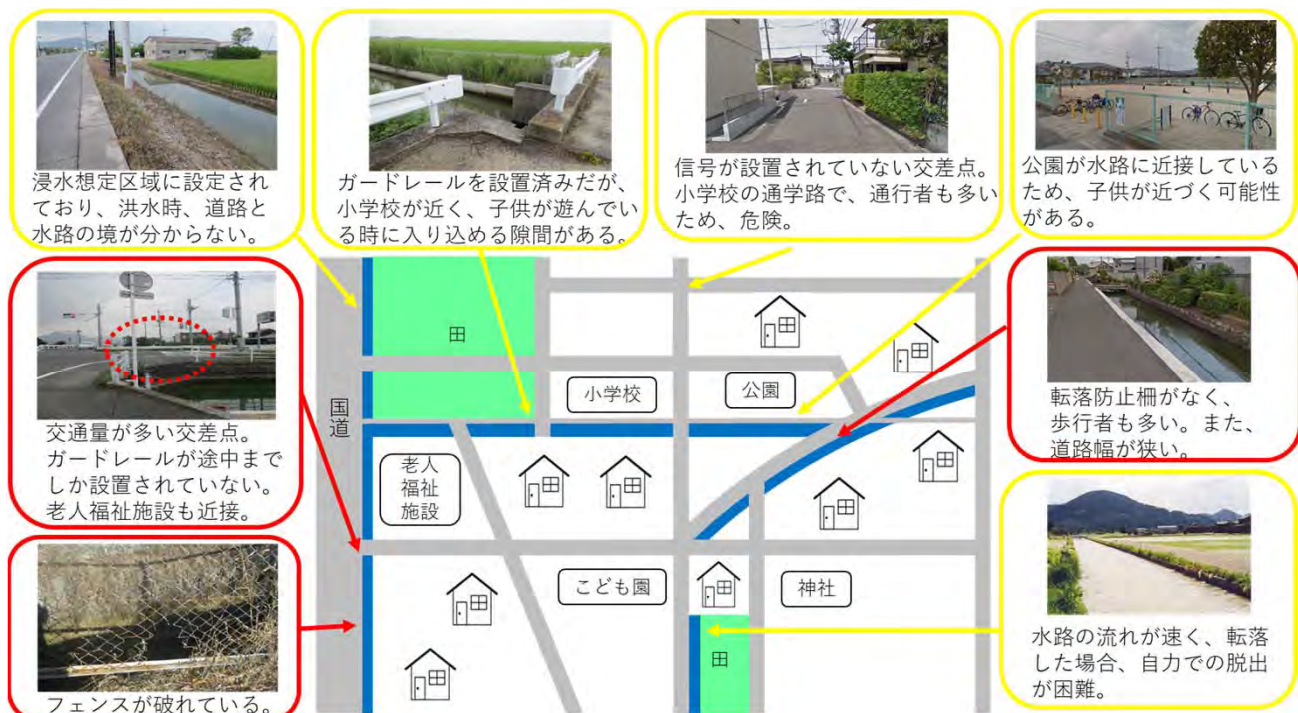 浸水想定区域に設定され
ており、洪水時、道路と
水路の境が分からない。
ガードレールを設置済みだが、
小学校が近く、子供が遊んでい
る時に入り込める隙間がある。
信号が設置されていない交差点。
小学校の通学路で、通行者も多い
ため、危険。
公園が水路に近接している
ため、子供が近づく可能性
がある。
交通量が多い交差点。
ガードレールが途中まで
しか設置されていない。
老人福祉施設も近接。
フェンスが破れている。
国道
田
小学校
公園
老人
福祉
施設
こども園
神社
田
転落防止柵がなく、
歩行者も多い。また、
道路幅が狭い。
水路の流れが速く、転落
した場合、自力での脱出
が困難。